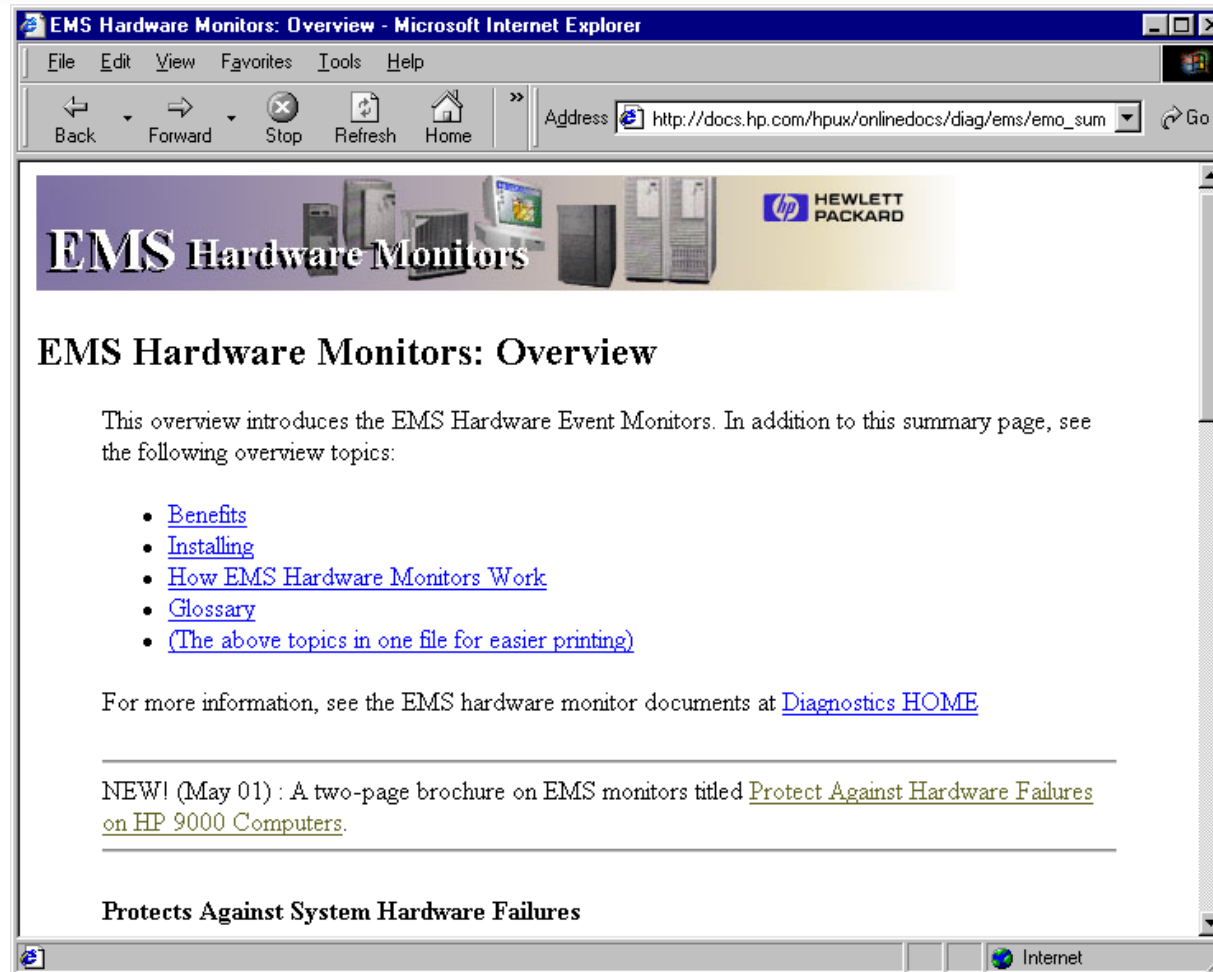 EMS Hardware Monitors: Overview - Microsoft Internet Explorer
File Edit View Favorites Tools Help
Back Forward Stop Refresh Home » Address http://docs.hp.com/hpux/onlinedocs/diag/ems/emo_sum Go
EMS Hardware Monitors
hp HEWLETT
PACKARD
EMS Hardware Monitors: Overview
This overview introduces the EMS Hardware Event Monitors. In addition to this summary page, see
the following overview topics:
• Benefits
• Installing
• How EMS Hardware Monitors Work
• Glossary
• (The above topics in one file for easier printing)
For more information, see the EMS hardware monitor documents at Diagnostics HOME
NEW! (May 01) : A two-page brochure on EMS monitors titled Protect Against Hardware Failures
on HP 9000 Computers.
Protects Against System Hardware Failures
Internet